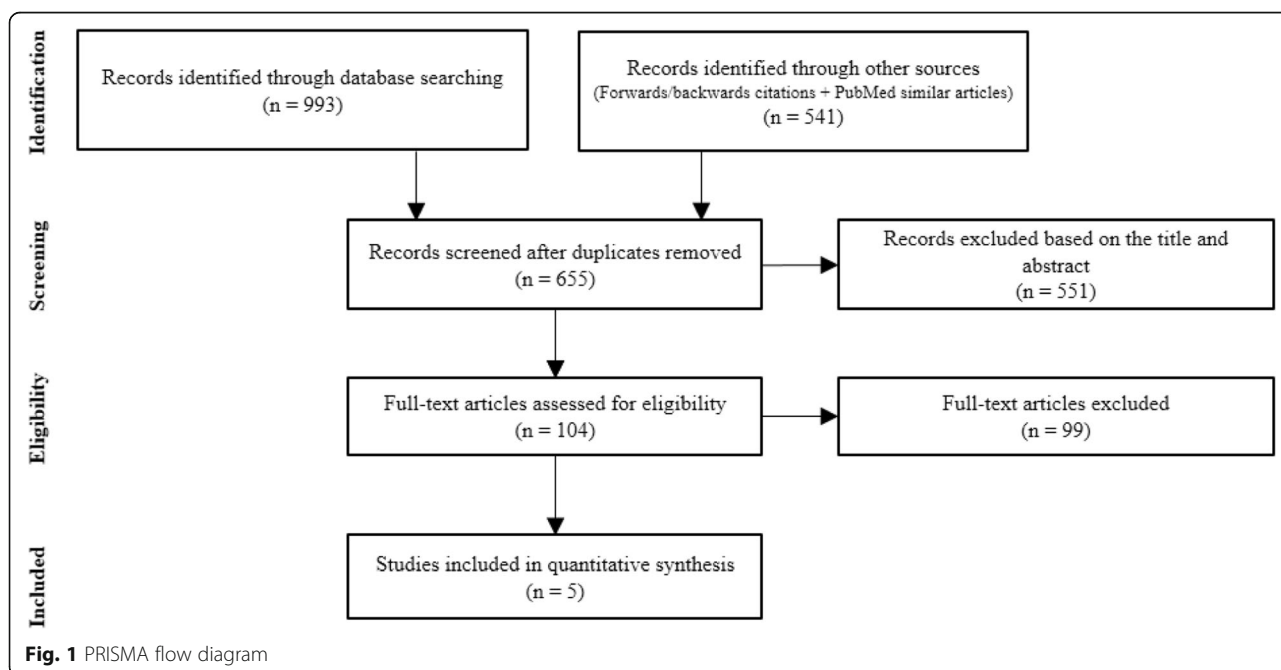 Identification
Records identified through database searching
(n = 993)
Records identified through other sources
(Forwards/backwards citations + PubMed similar articles)
(n = 541)
Screening
Records screened after duplicates removed
(n = 655)
Records excluded based on the title and
abstract
(n = 551)
Eligibility
Full-text articles assessed for eligibility
(n = 104)
Full-text articles excluded
(n = 99)
Included
Studies included in quantitative synthesis
(n = 5)
Fig. 1 PRISMA flow diagram